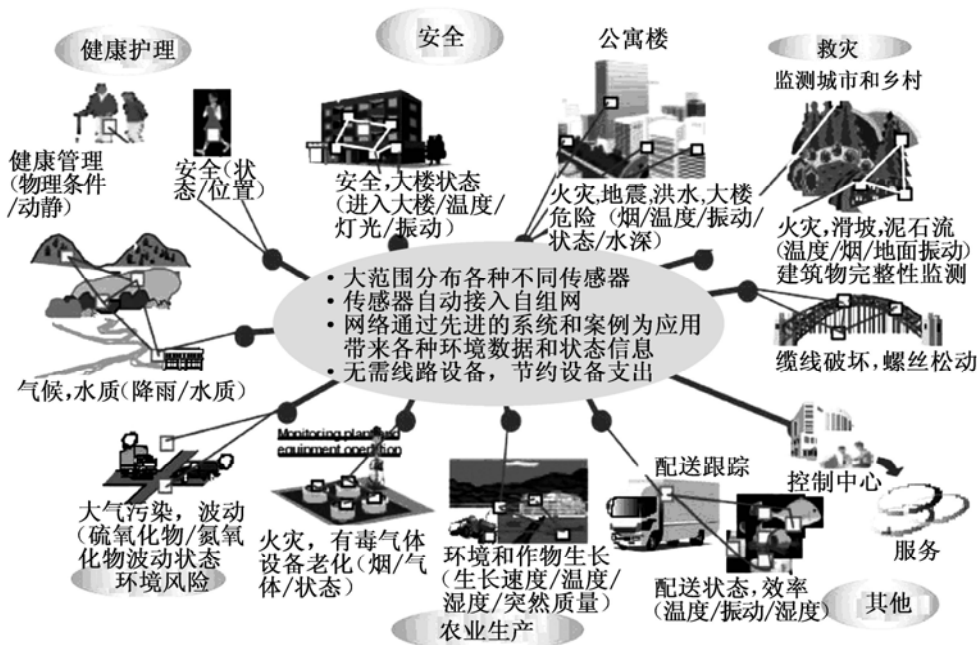 健康护理
安全
公寓楼
救灾
监测城市和乡村
健康管理
(物理条件
/动静)
安全(状
态/位置)
安全,大楼状态
(进入大楼/温度/
灯光/振动)
火灾,地震,洪水,大楼
危险(烟/温度/振动/
状态/水深)
火灾,滑坡,泥石流
(温度/烟/地面振动)
建筑物完整性监测
•大范围分布各种不同传感器
•传感器自动接入自组网
•网络通过先进的系统和案例为应用
带来各种环境数据和状态信息
•无需线路设备，节约设备支出
缆线破坏,螺丝松动
气候,水质(降雨/水质)
Monitoring plant and
equipment operation
配送跟踪
控制中心
服务
大气污染，波动
(硫氧化物/氮氧
化物波动状态
环境风险
火灾，有毒气体
设备老化(烟/气
体/状态)
环境和作物生长
(生长速度/温度/
湿度/突然质量)
农业生产
配送状态,效率
(温度/振动/湿度)
其他